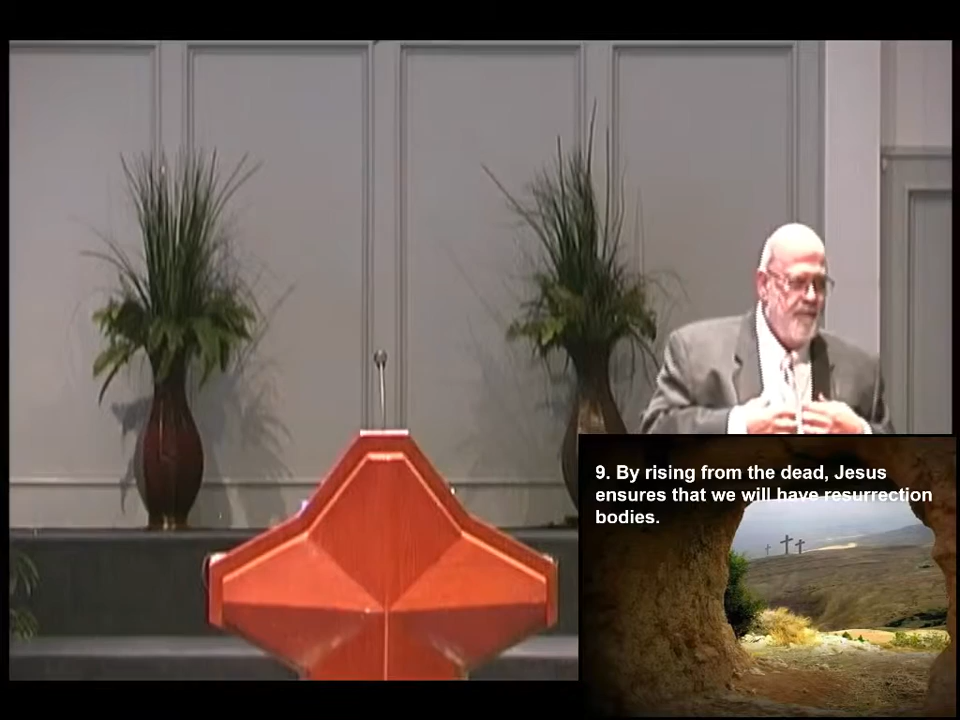 9. By rising from the dead, Jesus
ensures that we will have resurrection
bodies.